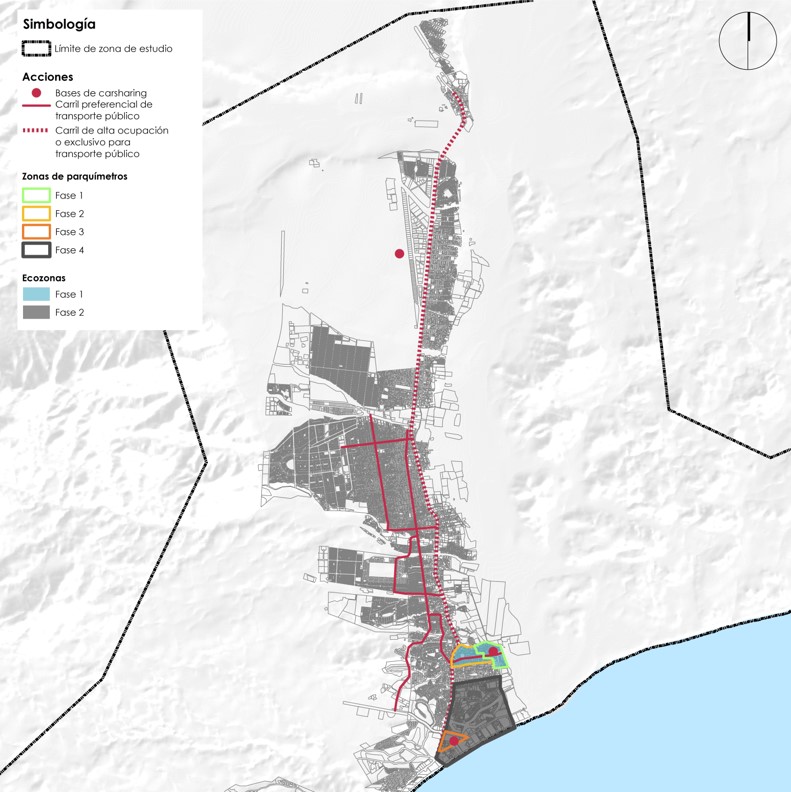 Simbología
Límite de zona de estudio
Acciones
Bases de carsharing
Carril preferencial de
transporte público
Carril de alta ocupación
o exclusivo para
transporte público
Zonas de parquímetros
Fase 1
Fase 2
Fase 3
Fase 4
Ecozonas
Fase 1
Fase 2